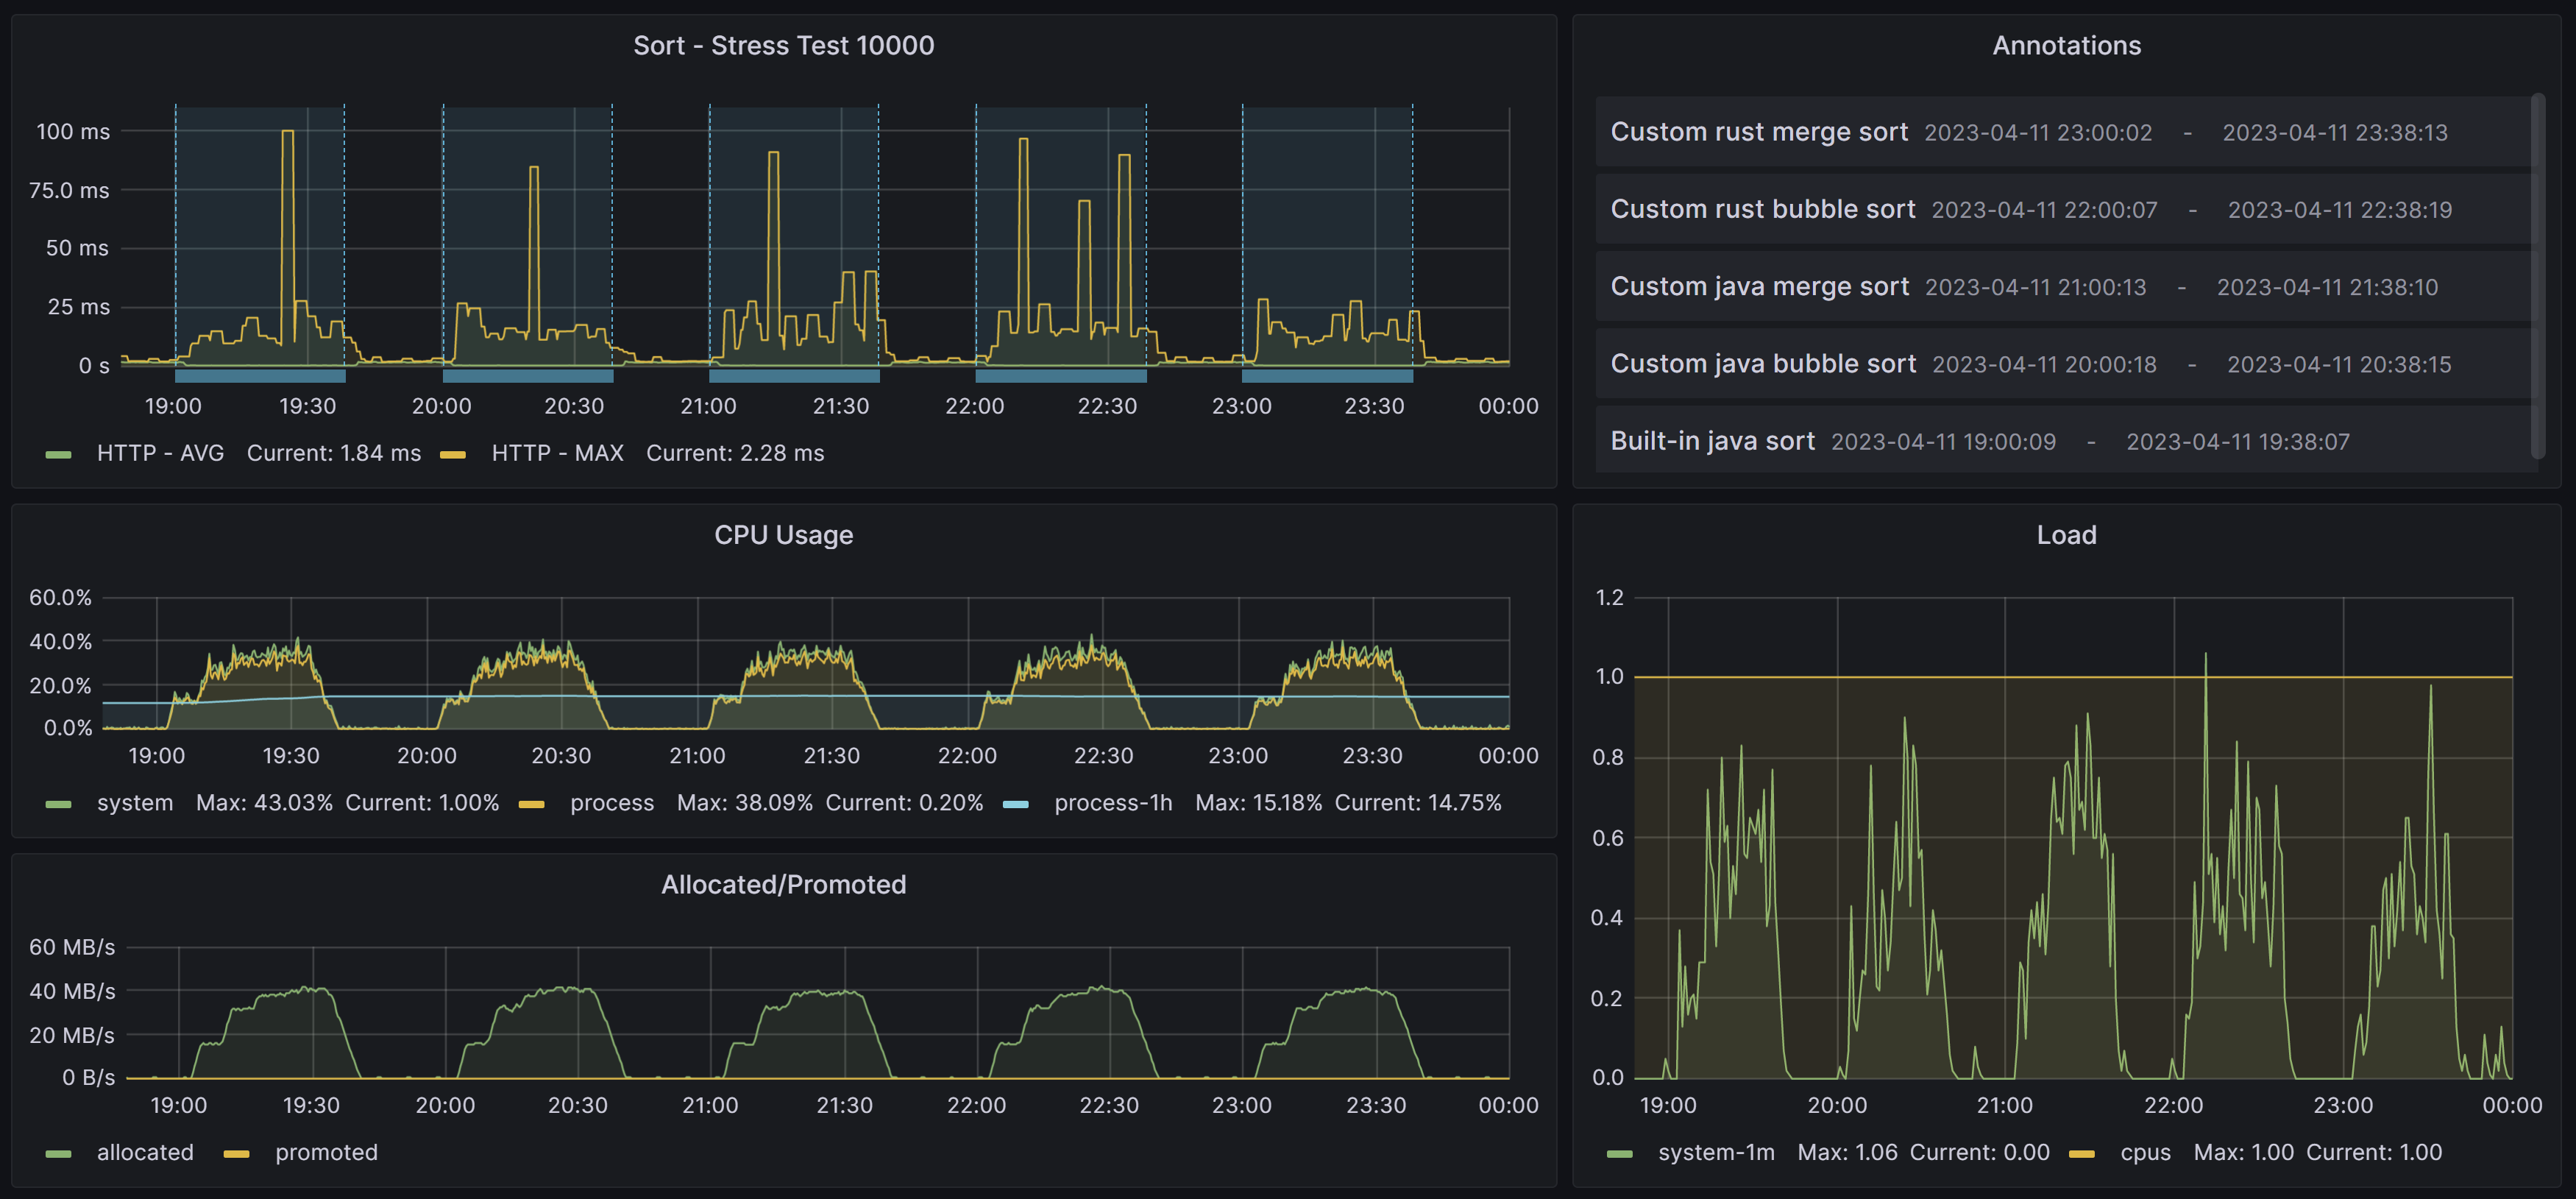 Sort - Stress Test 10000
100 ms
75.0 ms
50 ms
25 ms
0 s
19:00 19:30 20:00 20:30 21:00 21:30 22:00 22:30 23:00 23:30 00:00
HTTP - AVG Current: 1.84 ms HTTP - MAX Current: 2.28 ms
Annotations
Custom rust merge sort 2023-04-11 23:00:02 - 2023-04-11 23:38:13
Custom rust bubble sort 2023-04-11 22:00:07 - 2023-04-11 22:38:19
Custom java merge sort 2023-04-11 21:00:13 - 2023-04-11 21:38:10
Custom java bubble sort 2023-04-11 20:00:18 - 2023-04-11 20:38:15
Built-in java sort 2023-04-11 19:00:09 - 2023-04-11 19:38:07
CPU Usage
60.0%
40.0%
20.0%
0.0%
19:00 19:30 20:00 20:30 21:00 21:30 22:00 22:30 23:00 23:30 00:00
system Max: 43.03% Current: 1.00% process Max: 38.09% Current: 0.20% process-1h Max: 15.18% Current: 14.75%
Allocated/Promoted
60 MB/s
40 MB/s
20 MB/s
0 B/s
19:00 19:30 20:00 20:30 21:00 21:30 22:00 22:30 23:00 23:30 00:00
allocated promoted
Load
1.2
1.0
0.8
0.6
0.4
0.2
0.0
19:00 20:00 21:00 22:00 23:00 00:00
system-1m Max: 1.06 Current: 0.00 cpus Max: 1.00 Current: 1.00